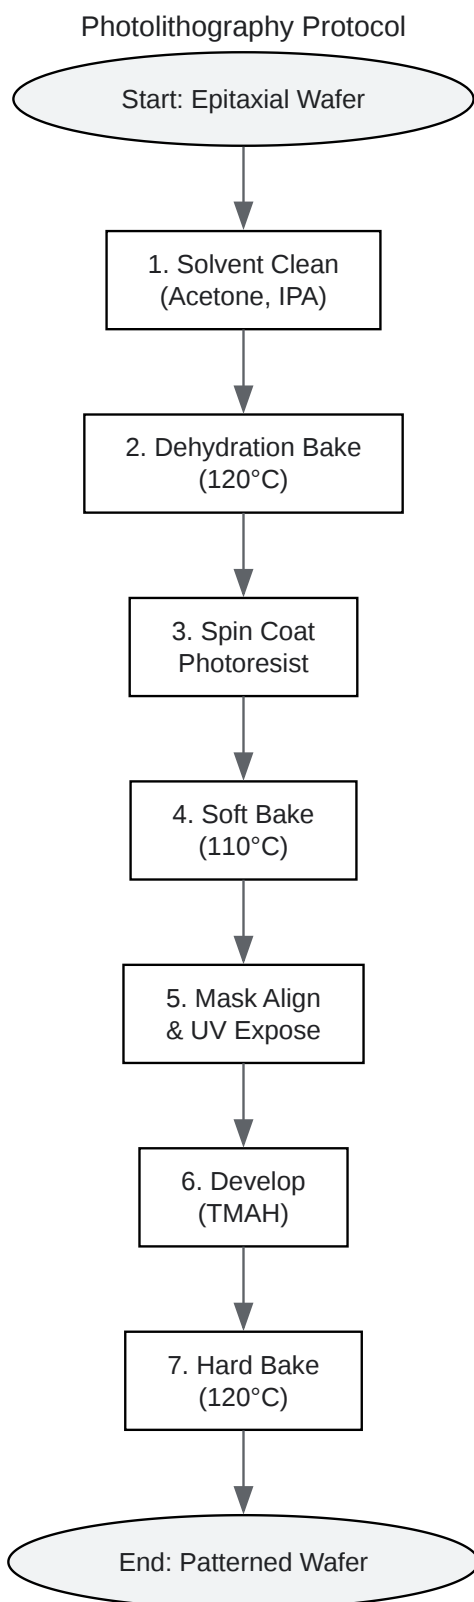 Photolithography Protocol
Start: Epitaxial Wafer
1. Solvent Clean
(Acetone, IPA)
2. Dehydration Bake
(120°C)
3. Spin Coat
Photoresist
4. Soft Bake
(110°C)
5. Mask Align
& UV Expose
6. Develop
(TMAH)
7. Hard Bake
(120°C)
End: Patterned Wafer